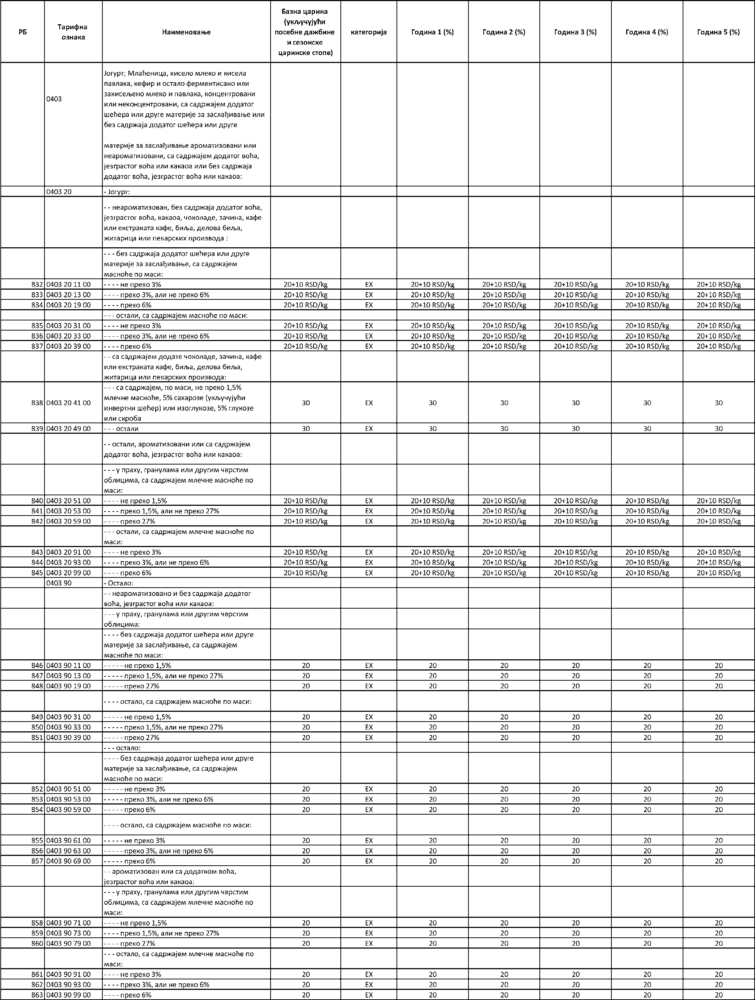 РБ Тарифна ознака Наименовање Базна царина (укључујући посебне дажбине и сезонске царинске стопе) категорија Година 1 (%) Година 2 (%) Година 3 (%) Година 4 (%) Година 5 (%)
0403
Јогурт; Млаћеница, кисело млеко и кисела
павлака, кефир и остало ферментисано или
закисељено млеко и павлака, концентровани
или неконцентровани, са садржајем додатог
шећера или друге материје за заслађивање или
без садржаја додатог шећера или друге
материје за заслађивање ароматизовани или
неароматизовани, са садржајем додатог воћа,
језграстог воћа или какаоа или без садржаја
додатог воћа, језграстог воћа или какаоа:
0403 20 - Јогурт:
- - неароматизован, без садржаја додатог воћа,
језграстог воћа, какаоа, чоколаде, зачина, кафе
или екстраката кафе, биља, делова биља,
житарица или пекарских производа :
- - - без садржаја додатог шећера или друге
материје за заслађивање, са садржајем
масноће по маси:
832 0403 20 11 00 - - - - не преко 3% 20+10 RSD/kg EX 20+10 RSD/kg 20+10 RSD/kg 20+10 RSD/kg 20+10 RSD/kg 20+10 RSD/kg
833 0403 20 13 00 - - - - преко 3%, али не преко 6% 20+10 RSD/kg EX 20+10 RSD/kg 20+10 RSD/kg 20+10 RSD/kg 20+10 RSD/kg 20+10 RSD/kg
834 0403 20 19 00 - - - - преко 6% 20+10 RSD/kg EX 20+10 RSD/kg 20+10 RSD/kg 20+10 RSD/kg 20+10 RSD/kg 20+10 RSD/kg
- - - остали, са садржајем масноће по маси:
835 0403 20 31 00 - - - - не преко 3% 20+10 RSD/kg EX 20+10 RSD/kg 20+10 RSD/kg 20+10 RSD/kg 20+10 RSD/kg 20+10 RSD/kg
836 0403 20 33 00 - - - - преко 3%, али не преко 6% 20+10 RSD/kg EX 20+10 RSD/kg 20+10 RSD/kg 20+10 RSD/kg 20+10 RSD/kg 20+10 RSD/kg
837 0403 20 39 00 - - - - преко 6% 20+10 RSD/kg EX 20+10 RSD/kg 20+10 RSD/kg 20+10 RSD/kg 20+10 RSD/kg 20+10 RSD/kg
- - са садржајем додате чоколаде, зачина, кафе
или екстраката кафе, биља, делова биља,
житарица или пекарских производа:
- - - са садржајем, по маси, не преко 1,5%
млечне масноће, 5% сахарозе (укључујући
838 0403 20 41 00 инвертни шећер) или изоглукозе, 5% глукозе 30 EX 30 30 30 30 30
или скроба
839 0403 20 49 00 - - - остали 30 EX 30 30 30 30 30
- - остали, ароматизовани или са садржајем
додатог воћа, језграстог воћа или какаоа:
- - - у праху, гранулама или другим чврстим
облицима, са садржајем млечне масноће по
маси:
840 0403 20 51 00 - - - - не преко 1,5% 20+10 RSD/kg EX 20+10 RSD/kg 20+10 RSD/kg 20+10 RSD/kg 20+10 RSD/kg 20+10 RSD/kg
841 0403 20 53 00 - - - - преко 1,5%, али не преко 27% 20+10 RSD/kg EX 20+10 RSD/kg 20+10 RSD/kg 20+10 RSD/kg 20+10 RSD/kg 20+10 RSD/kg
842 0403 20 59 00 - - - - преко 27% 20+10 RSD/kg EX 20+10 RSD/kg 20+10 RSD/kg 20+10 RSD/kg 20+10 RSD/kg 20+10 RSD/kg
- - - остали, са садржајем млечне масноће по
маси:
843 0403 20 91 00 - - - - не преко 3% 20+10 RSD/kg EX 20+10 RSD/kg 20+10 RSD/kg 20+10 RSD/kg 20+10 RSD/kg 20+10 RSD/kg
844 0403 20 93 00 - - - - преко 3%, али не преко 6% 20+10 RSD/kg EX 20+10 RSD/kg 20+10 RSD/kg 20+10 RSD/kg 20+10 RSD/kg 20+10 RSD/kg
845 0403 20 99 00 - - - - преко 6% 20+10 RSD/kg EX 20+10 RSD/kg 20+10 RSD/kg 20+10 RSD/kg 20+10 RSD/kg 20+10 RSD/kg
0403 90 - Остало:
- - неароматизовано и без садржаја додатог
воћа, језграстог воћа или какаоа:
- - - у праху, гранулама или другим чврстим
облицима:
- - - - без садржаја додатог шећера или друге
материје за заслађивање, са садржајем
масноће по маси:
846 0403 90 11 00 - - - - - не преко 1,5% 20 EX 20 20 20 20 20
847 0403 90 13 00 - - - - - преко 1,5%, али не преко 27% 20 EX 20 20 20 20 20
848 0403 90 19 00 - - - - - преко 27% 20 EX 20 20 20 20 20
- - - - остало, са садржајем масноће по маси:
849 0403 90 31 00 - - - - - не преко 1,5% 20 EX 20 20 20 20 20
850 0403 90 33 00 - - - - - преко 1,5%, али не преко 27% 20 EX 20 20 20 20 20
851 0403 90 39 00 - - - - - преко 27% 20 EX 20 20 20 20 20
- - - остало:
- - - - без садржаја додатог шећера или друге
материје за заслађивање, са садржајем
масноће по маси:
852 0403 90 51 00 - - - - - не преко 3% 20 EX 20 20 20 20 20
853 0403 90 53 00 - - - - - преко 3%, али не преко 6% 20 EX 20 20 20 20 20
854 0403 90 59 00 - - - - - преко 6% 20 EX 20 20 20 20 20
- - - - остало, са садржајем масноће по маси:
855 0403 90 61 00 - - - - - не преко 3% 20 EX 20 20 20 20 20
856 0403 90 63 00 - - - - - преко 3%, али не преко 6% 20 EX 20 20 20 20 20
857 0403 90 69 00 - - - - - преко 6% 20 EX 20 20 20 20 20
- - ароматизован или са додатком воћа,
језграстог воћа или какаоа:
- - - у праху, гранулама или другим чврстим
облицима, са садржајем млечне масноће по
маси:
858 0403 90 71 00 - - - - не преко 1,5% 20 EX 20 20 20 20 20
859 0403 90 73 00 - - - - преко 1,5%, али не преко 27% 20 EX 20 20 20 20 20
860 0403 90 79 00 - - - - преко 27% 20 EX 20 20 20 20 20
- - - остало, са садржајем млечне масноће по
маси:
861 0403 90 91 00 - - - - не преко 3% 20 EX 20 20 20 20 20
862 0403 90 93 00 - - - - преко 3%, али не преко 6% 20 EX 20 20 20 20 20
863 0403 90 99 00 - - - - преко 6% 20 EX 20 20 20 20 20